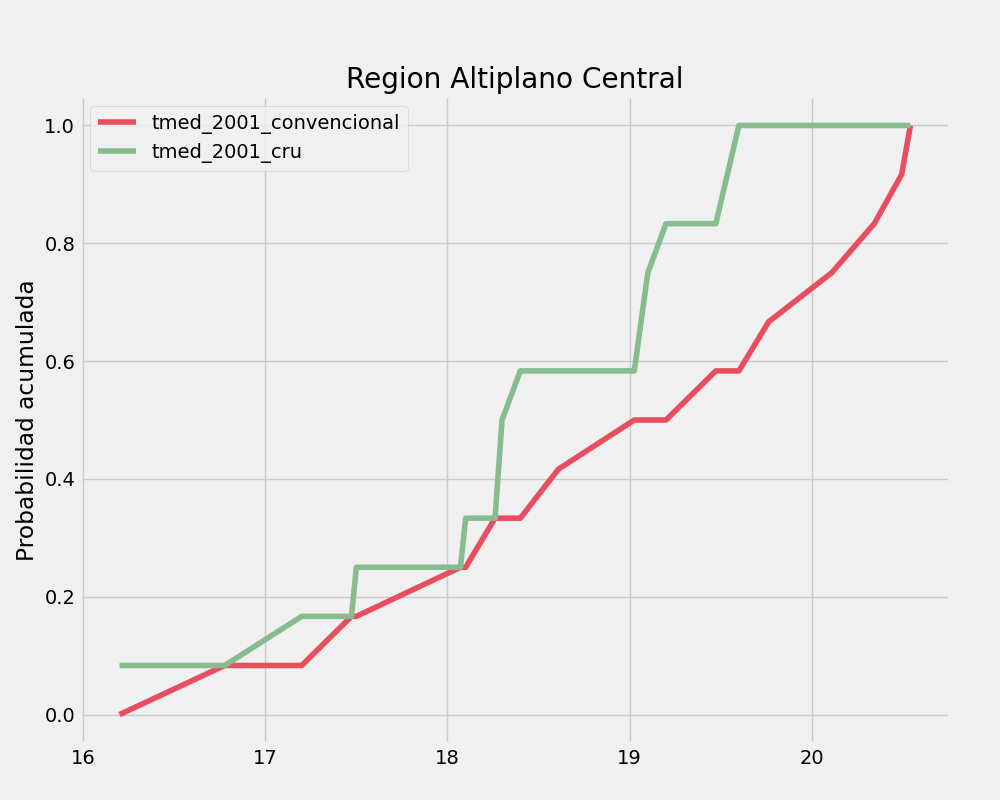 Region Altiplano Central
tmed_2001_convencional
tmed_2001_cru
Probabilidad acumulada
1.0
0.8
0.6
0.4
0.2
0.0
16 17 18 19 20